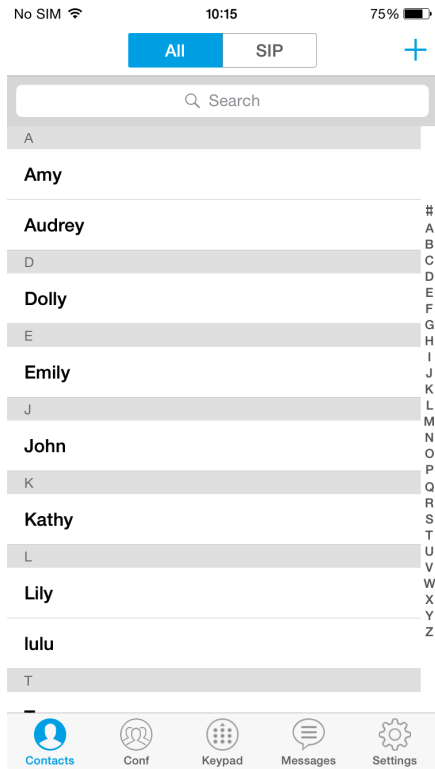 No SIM 10:15 75%
All SIP
Search
A
Amy
Audrey
D
Dolly
E
Emily
J
John
K
Kathy
L
Lily
lulu
T
#
A
B
C
D
E
F
G
H
I
J
K
L
M
N
O
P
Q
R
S
T
U
V
W
X
Y
Z
Contacts Conf Keypad Messages Settings